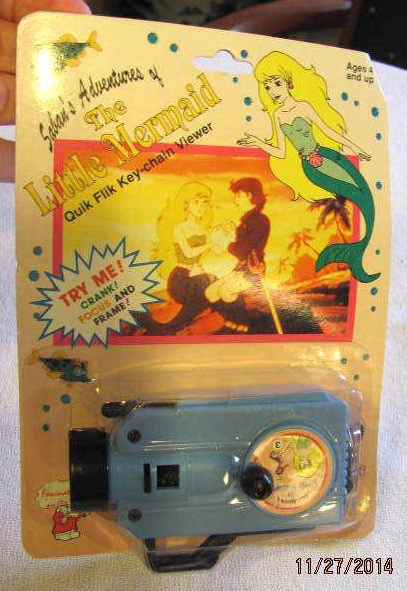 Ages 4
and up
Saban's Adventures of
The
Little Mermaid
Quik Flik Key-chain Viewer
TRY ME!
CRANK!
FOCUS AND
FRAME!
3
11/27/2014